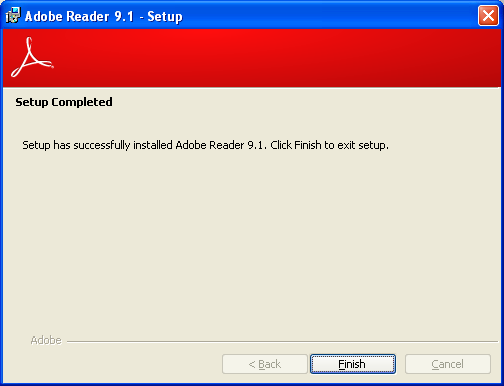 Adobe Reader 9.1 - Setup
Setup Completed
Setup has successfully installed Adobe Reader 9.1. Click Finish to exit setup.
Adobe
< Back Finish Cancel